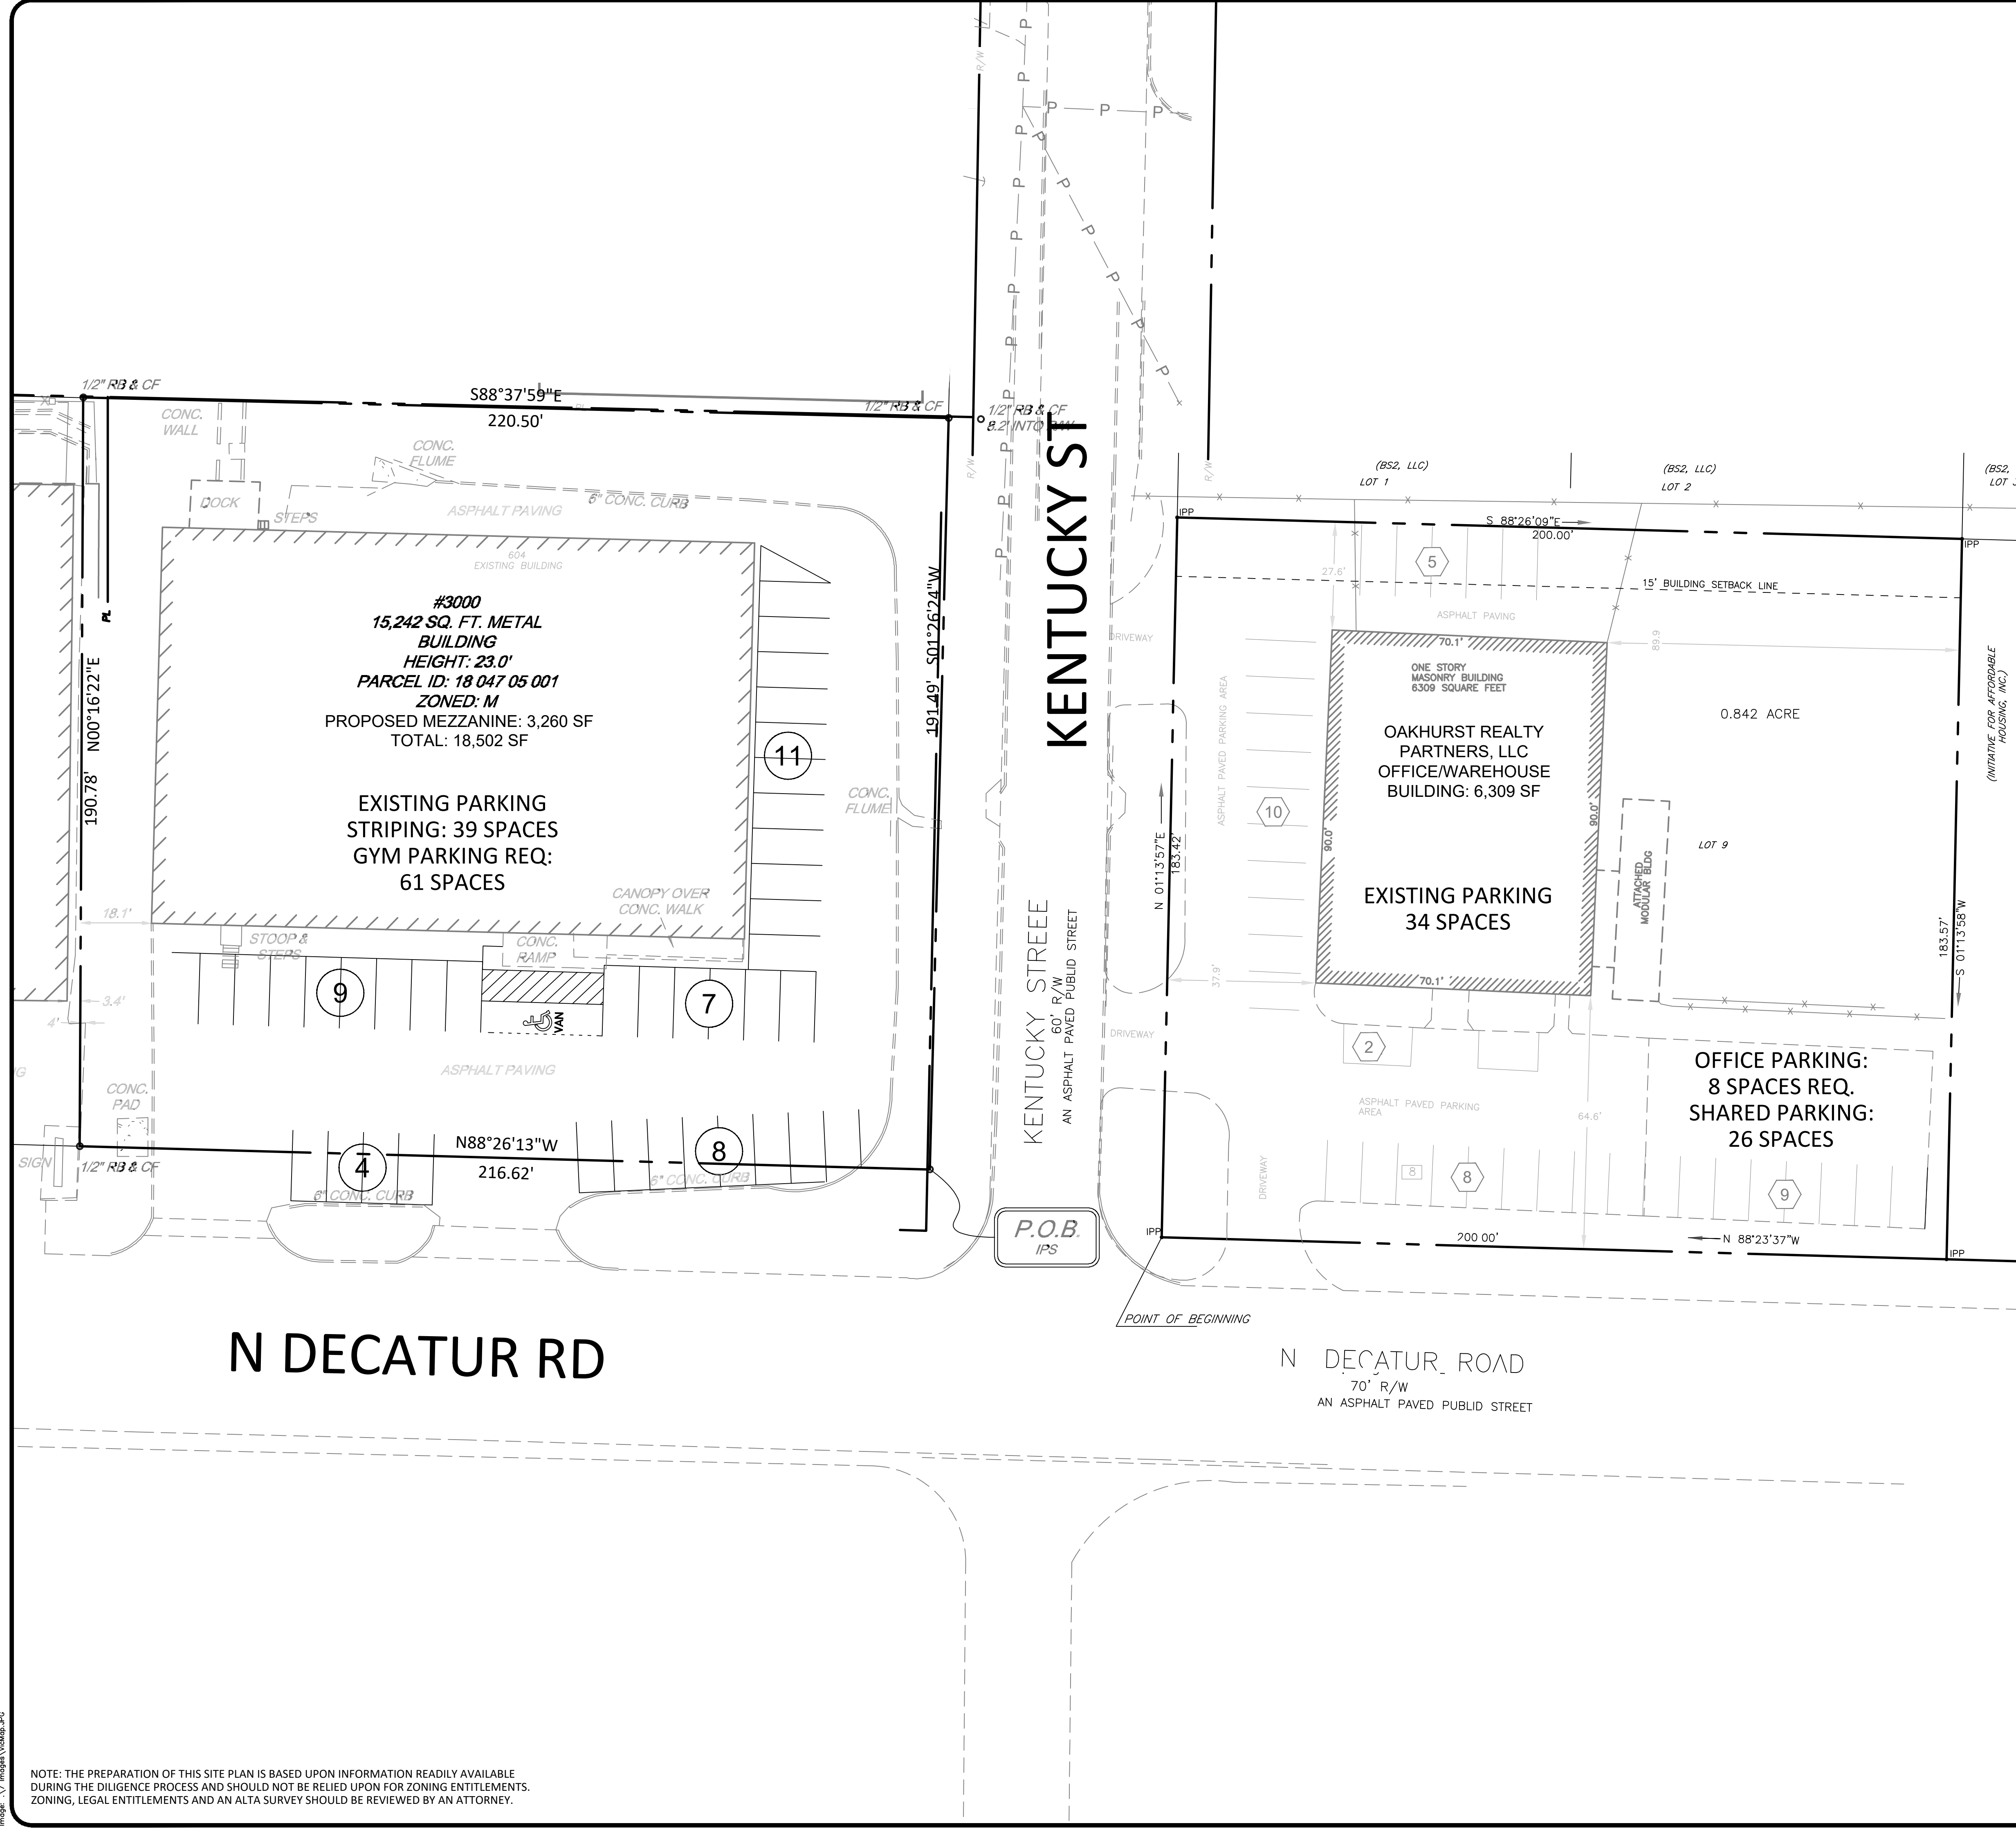 R/W
P
P
P
1/2" RB & CF
S88°37'59"E
220.50'
1/2" RB & CF
1/2" RB & CF
CONC.
WALL
CONC.
FLUME
DOCK
STEPS
ASPHALT PAVING
6" CONC. CURB
604
EXISTING BUILDING
#3000
15,242 SQ. FT. METAL
BUILDING
HEIGHT: 23.0'
PARCEL ID: 18 047 05 001
ZONED: M
PROPOSED MEZZANINE: 3,260 SF
TOTAL: 18,502 SF
EXISTING PARKING
STRIPING: 39 SPACES
GYM PARKING REQ:
61 SPACES
PL
190.78' N00°16'22"E
191.49' S01°26'24"W
11
CONC.
FLUME
CANOPY OVER
CONC. WALK
18.1'
STOOP &
STEPS
CONC.
RAMP
9
7
VAN
3.4'
4'
ASPHALT PAVING
CONC.
PAD
SIGN
1/2" RB & CF
N88°26'13"W
216.62'
4
8
6" CONC. CURB
6" CONC. CURB
P.O.B.
IPS
N DECATUR RD
R/W
R/W
KENTUCKY ST
KENTUCKY STREEE
60' R/W
AN ASPHALT PAVED PUBLID STREET
(BS2, LLC)
LOT 1
(BS2, LLC)
LOT 2
(BS2,
LOT
IPP
S 88°26'09"E
200.00'
IPP
5
27.6'
15' BUILDING SETBACK LINE
ASPHALT PAVING
DRIVEWAY
70.1'
89.9
ONE STORY
MASONRY BUILDING
6309 SQUARE FEET
OAKHURST REALTY
PARTNERS, LLC
OFFICE/WAREHOUSE
BUILDING: 6,309 SF
0.842 ACRE
(INITIATIVE FOR AFFORDABLE
HOUSING, INC.)
ASPHALT PAVED PARKING AREA
10
90.0'
90.0'
N 01°13'57"E
183.42'
EXISTING PARKING
34 SPACES
ATTACHED
MODULAR BLDG
LOT 9
183.57'
S 01°13'58"W
37.9'
70.1'
DRIVEWAY
2
OFFICE PARKING:
8 SPACES REQ.
SHARED PARKING:
26 SPACES
ASPHALT PAVED PARKING
AREA
64.6'
DRIVEWAY
8
8
9
IPP
200 00'
N 88°23'37"W
IPP
POINT OF BEGINNING
N DECATUR ROAD
70' R/W
AN ASPHALT PAVED PUBLID STREET
NOTE: THE PREPARATION OF THIS SITE PLAN IS BASED UPON INFORMATION READILY AVAILABLE
DURING THE DILIGENCE PROCESS AND SHOULD NOT BE RELIED UPON FOR ZONING ENTITLEMENTS.
ZONING, LEGAL ENTITLEMENTS AND AN ALTA SURVEY SHOULD BE REVIEWED BY AN ATTORNEY.